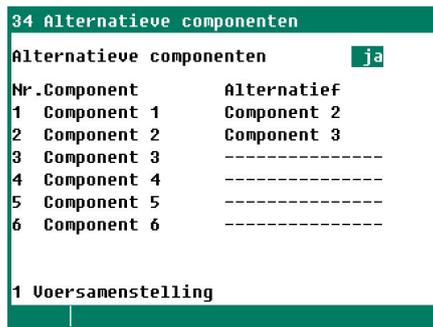 34 Alternatieve componenten
Alternatieve componenten ja
Nr.Component Alternatief
1 Component 1 Component 2
2 Component 2 Component 3
3 Component 3 ---------------
4 Component 4 ---------------
5 Component 5 ---------------
6 Component 6 ---------------
1 Voersamenstelling